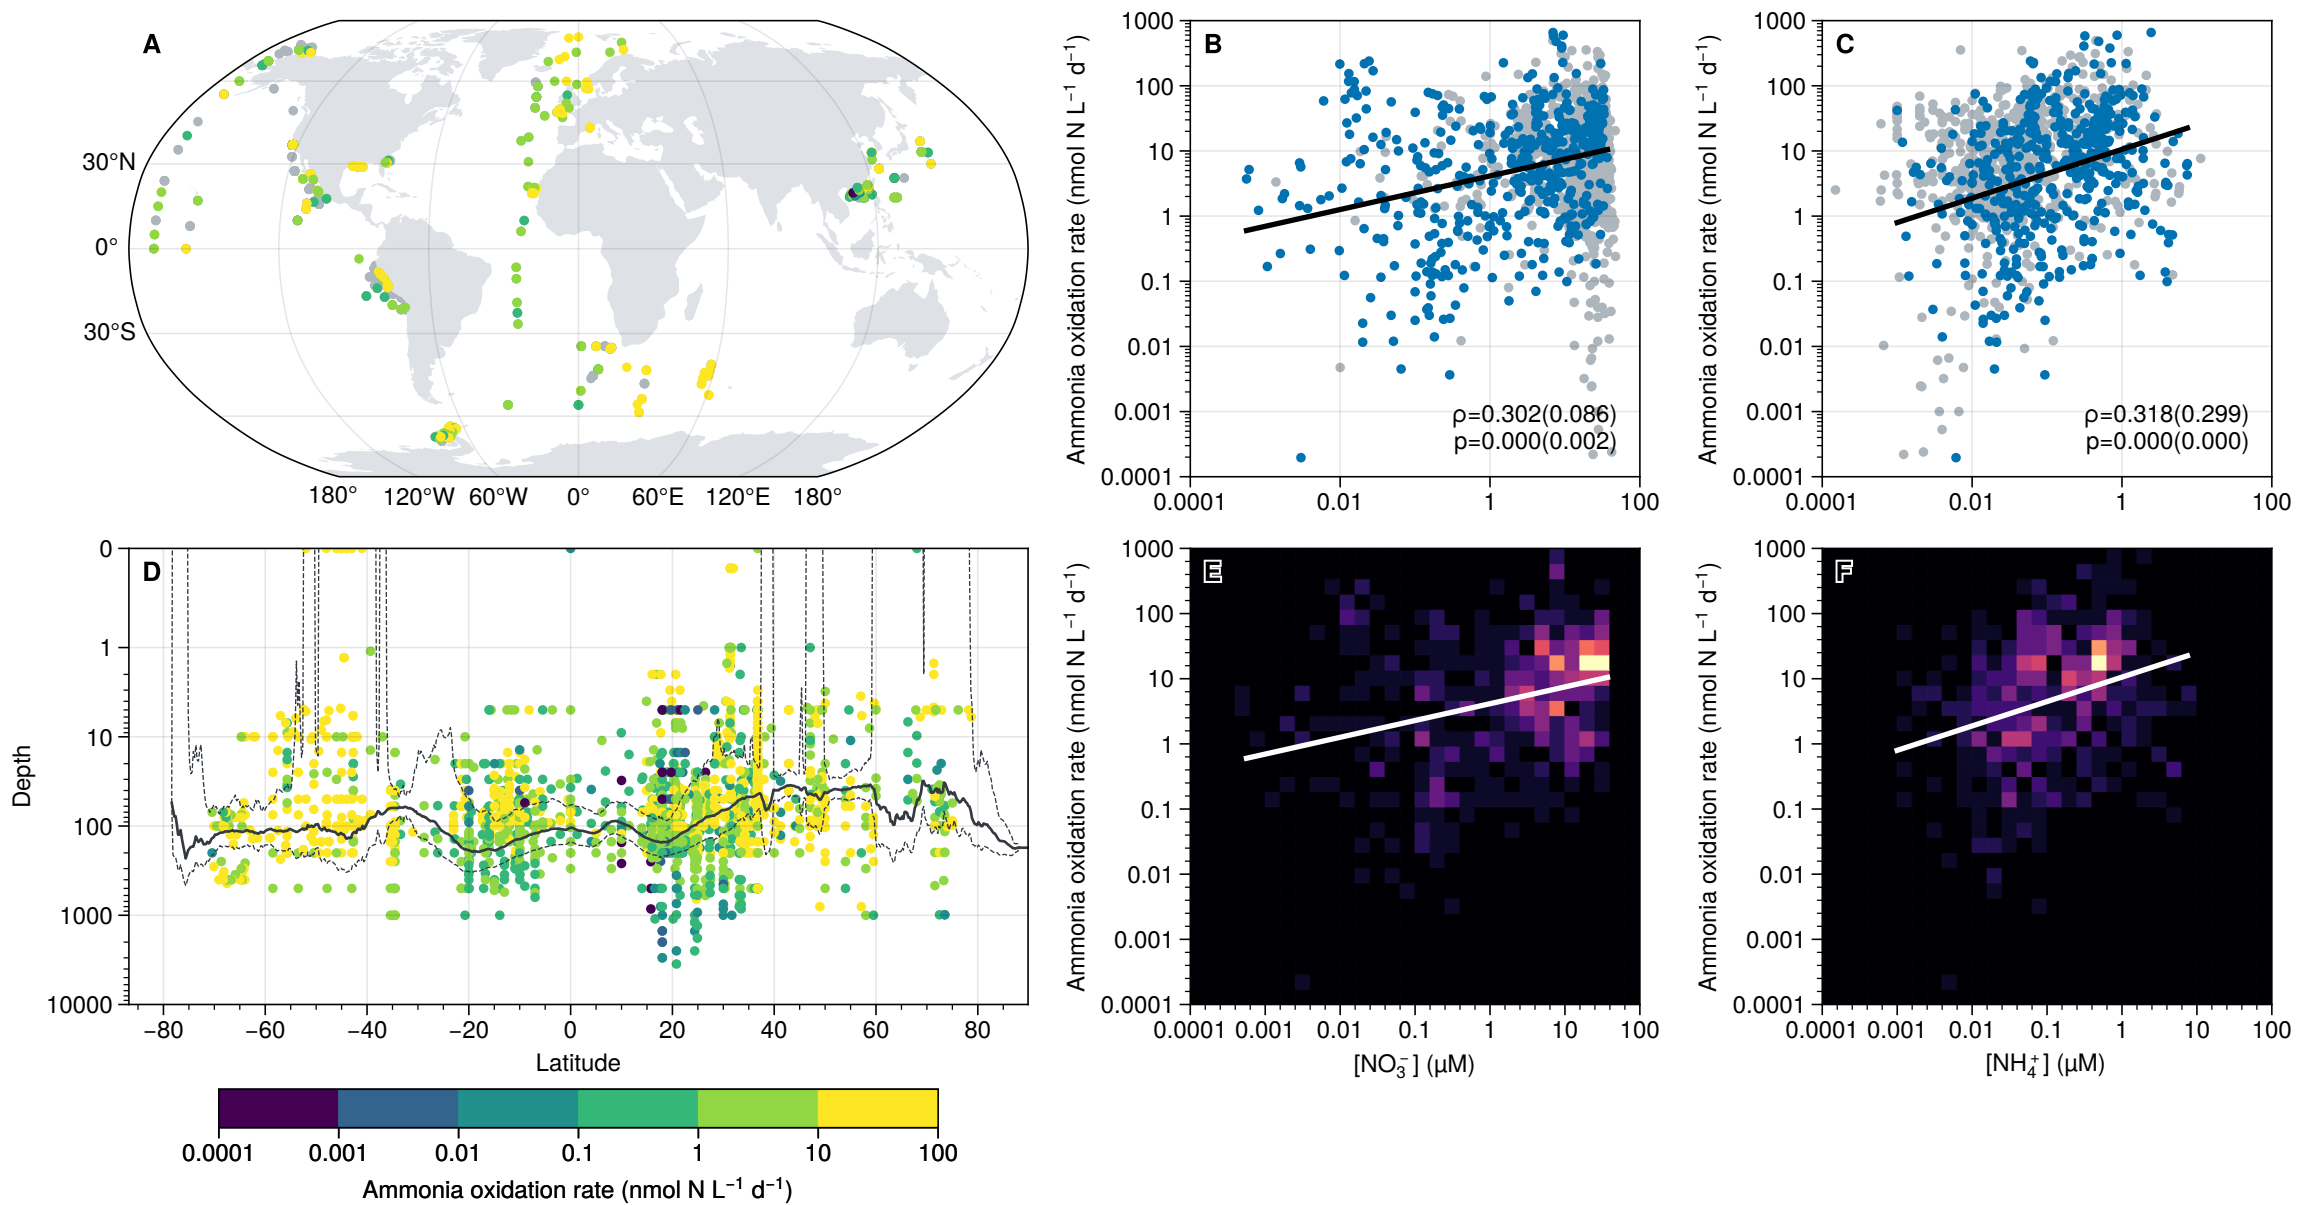 A
30°N
0°
30°S
180° 120°W 60°W 0° 60°E 120°E 180°
B
Ammonia oxidation rate (nmol N L⁻¹ d⁻¹)
1000
100
10
1
0.1
0.01
0.001
0.0001
ρ=0.302(0.086)
p=0.000(0.002)
0.0001 0.01 1 100
C
Ammonia oxidation rate (nmol N L⁻¹ d⁻¹)
1000
100
10
1
0.1
0.01
0.001
0.0001
ρ=0.318(0.299)
p=0.000(0.000)
0.0001 0.01 1 100
D
Depth
0
1
10
100
1000
10000
−80 −60 −40 −20 0 20 40 60 80
Latitude
0.0001 0.001 0.01 0.1 1 10 100
Ammonia oxidation rate (nmol N L⁻¹ d⁻¹)
E
Ammonia oxidation rate (nmol N L⁻¹ d⁻¹)
1000
100
10
1
0.1
0.01
0.001
0.0001
0.0001 0.001 0.01 0.1 1 10 100
[NO₃⁻] (µM)
F
Ammonia oxidation rate (nmol N L⁻¹ d⁻¹)
1000
100
10
1
0.1
0.01
0.001
0.0001
0.0001 0.001 0.01 0.1 1 10 100
[NH₄⁺] (µM)